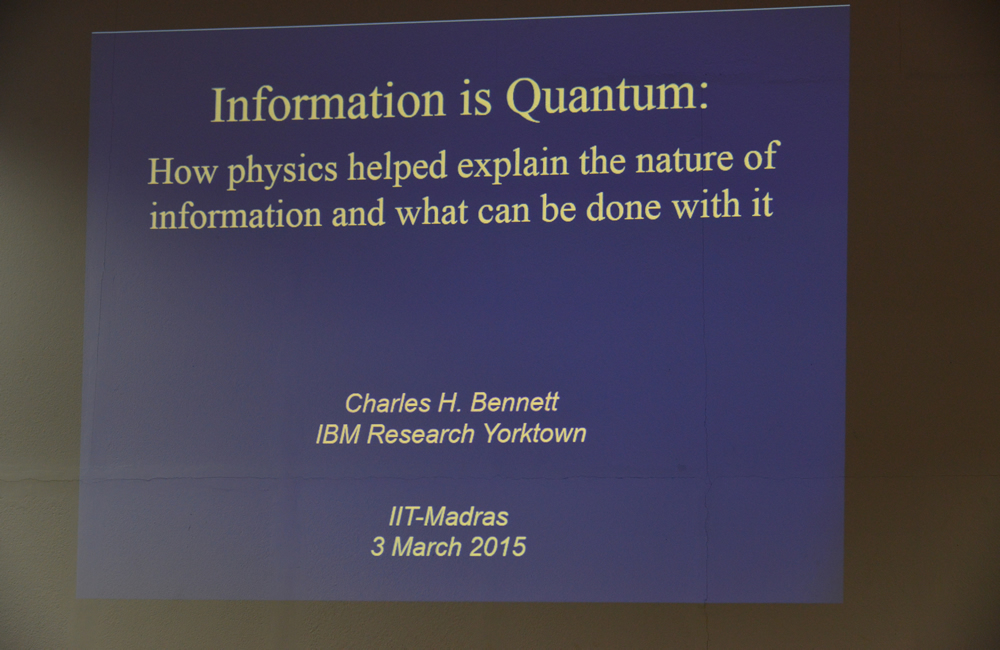 Information is Quantum:
How physics helped explain the nature of
information and what can be done with it
Charles H. Bennett
IBM Research Yorktown
IIT-Madras
3 March 2015